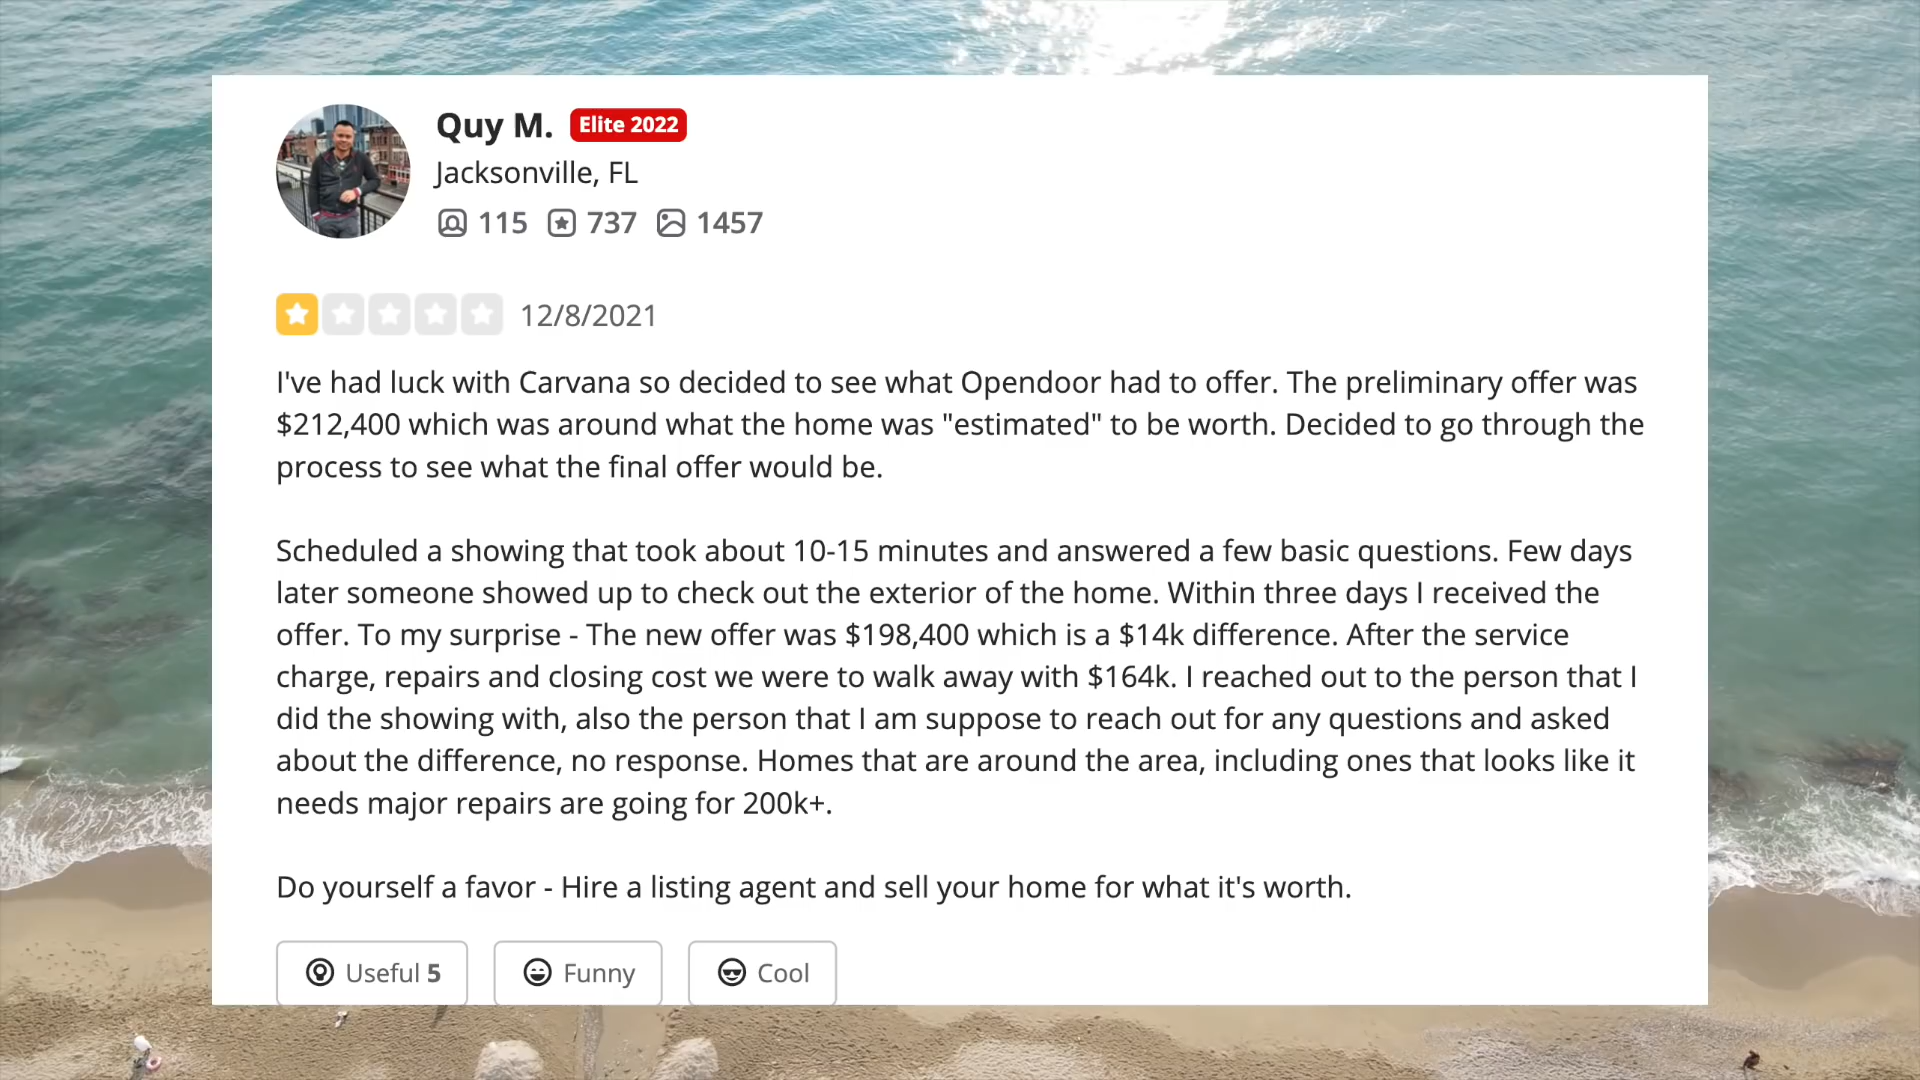 Quy M. Elite 2022
Jacksonville, FL
115 737 1457
12/8/2021
I've had luck with Carvana so decided to see what Opendoor had to offer. The preliminary offer was
$212,400 which was around what the home was "estimated" to be worth. Decided to go through the
process to see what the final offer would be.
Scheduled a showing that took about 10-15 minutes and answered a few basic questions. Few days
later someone showed up to check out the exterior of the home. Within three days I received the
offer. To my surprise - The new offer was $198,400 which is a $14k difference. After the service
charge, repairs and closing cost we were to walk away with $164k. I reached out to the person that I
did the showing with, also the person that I am suppose to reach out for any questions and asked
about the difference, no response. Homes that are around the area, including ones that looks like it
needs major repairs are going for 200k+.
Do yourself a favor - Hire a listing agent and sell your home for what it's worth.
Useful 5 Funny Cool